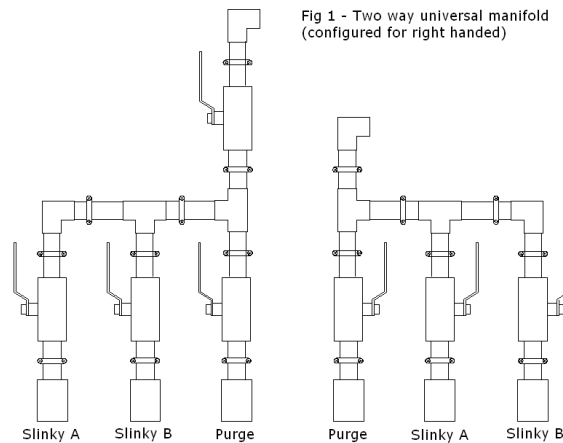 Fig 1 - Two way universal manifold
(configured for right handed)
Slinky A
Slinky B
Purge
Purge
Slinky A
Slinky B